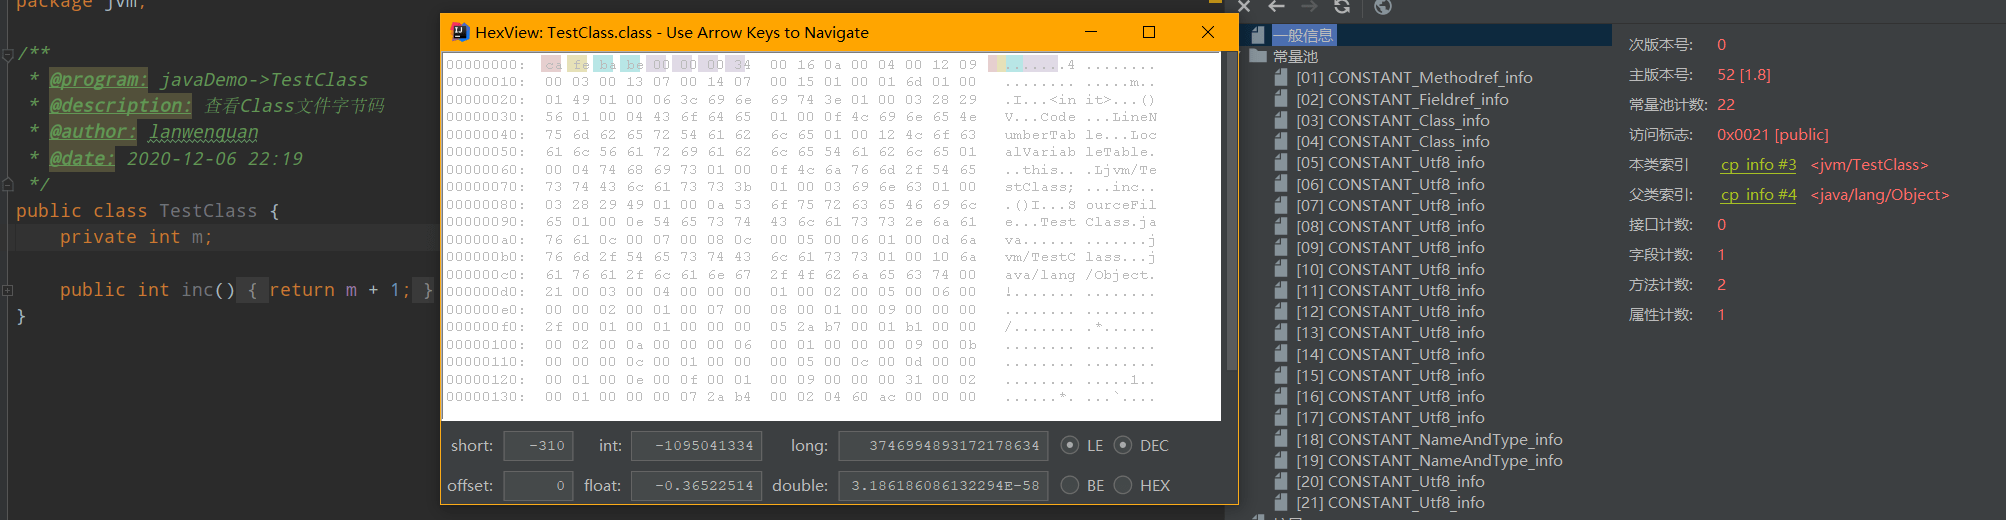 package jvm;
/**
* @program: javaDemo->TestClass
* @description: 查看Class文件字节码
* @author: lanwenquan
* @date: 2020-12-06 22:19
*/
public class TestClass {
private int m;
public int inc() { return m + 1; }
}
HexView: TestClass.class - Use Arrow Keys to Navigate
00000000: ca fe ba be 00 00 00 34 00 16 0a 00 04 00 12 09 .......4 ........
00000010: 00 03 00 13 07 00 14 07 00 15 01 00 01 6d 01 00 ........ .....m..
00000020: 01 49 01 00 06 3c 69 6e 69 74 3e 01 00 03 28 29 .I...<in it>...()
00000030: 56 01 00 04 43 6f 64 65 01 00 0f 4c 69 6e 65 4e V...Code ...LineN
00000040: 75 6d 62 65 72 54 61 62 6c 65 01 00 12 4c 6f 63 umberTab le...Loc
00000050: 61 6c 56 61 72 69 61 62 6c 65 54 61 62 6c 65 01 alVariab leTable.
00000060: 00 04 74 68 69 73 01 00 0f 4c 6a 76 6d 2f 54 65 ..this.. .Ljvm/Te
00000070: 73 74 43 6c 61 73 73 3b 01 00 03 69 6e 63 01 00 stClass; ...inc..
00000080: 03 28 29 49 01 00 0a 53 6f 75 72 63 65 46 69 6c .()I...S ourceFil
00000090: 65 01 00 0e 54 65 73 74 43 6c 61 73 73 2e 6a 61 e...Test Class.ja
000000a0: 76 61 0c 00 07 00 08 0c 00 05 00 06 01 00 0d 6a va...... .......j
000000b0: 76 6d 2f 54 65 73 74 43 6c 61 73 73 01 00 10 6a vm/TestC lass...j
000000c0: 61 76 61 2f 6c 61 6e 67 2f 4f 62 6a 65 63 74 00 ava/lang /Object.
000000d0: 21 00 03 00 04 00 00 00 01 00 02 00 05 00 06 00 !....... ........
000000e0: 00 00 02 00 01 00 07 00 08 00 01 00 09 00 00 00 ........ ........
000000f0: 2f 00 01 00 01 00 00 00 05 2a b7 00 01 b1 00 00 /....... .*......
00000100: 00 02 00 0a 00 00 00 06 00 01 00 00 00 09 00 0b ........ ........
00000110: 00 00 00 0c 00 01 00 00 00 05 00 0c 00 0d 00 00 ........ ........
00000120: 00 01 00 0e 00 0f 00 01 00 09 00 00 00 31 00 02 ........ .....1..
00000130: 00 01 00 00 00 07 2a b4 00 02 04 60 ac 00 00 00 ......*. ...`....
short: -310 int: -1095041334 long: 3746994893172178634 LE DEC
offset: 0 float: -0.36522514 double: 3.186186086132294E-58 BE HEX
一般信息
常量池
[01] CONSTANT_Methodref_info
[02] CONSTANT_Fieldref_info
[03] CONSTANT_Class_info
[04] CONSTANT_Class_info
[05] CONSTANT_Utf8_info
[06] CONSTANT_Utf8_info
[07] CONSTANT_Utf8_info
[08] CONSTANT_Utf8_info
[09] CONSTANT_Utf8_info
[10] CONSTANT_Utf8_info
[11] CONSTANT_Utf8_info
[12] CONSTANT_Utf8_info
[13] CONSTANT_Utf8_info
[14] CONSTANT_Utf8_info
[15] CONSTANT_Utf8_info
[16] CONSTANT_Utf8_info
[17] CONSTANT_Utf8_info
[18] CONSTANT_NameAndType_info
[19] CONSTANT_NameAndType_info
[20] CONSTANT_Utf8_info
[21] CONSTANT_Utf8_info
次版本号: 0
主版本号: 52 [1.8]
常量池计数: 22
访问标志: 0x0021 [public]
本类索引 cp_info #3 <jvm/TestClass>
父类索引: cp_info #4 <java/lang/Object>
接口计数: 0
字段计数: 1
方法计数: 2
属性计数: 1